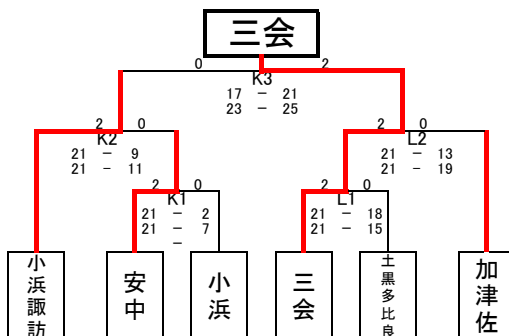 三会
0 2
K3
17 － 21
23 － 25
2 0
K2
21 － 9
21 － 11
2 0
L2
21 － 13
21 － 19
2 0
K1
21 － 2
21 － 7
－
2 0
L1
21 － 18
21 － 15
小浜諏訪
安中
小浜
三会
土黒多比良
加津佐